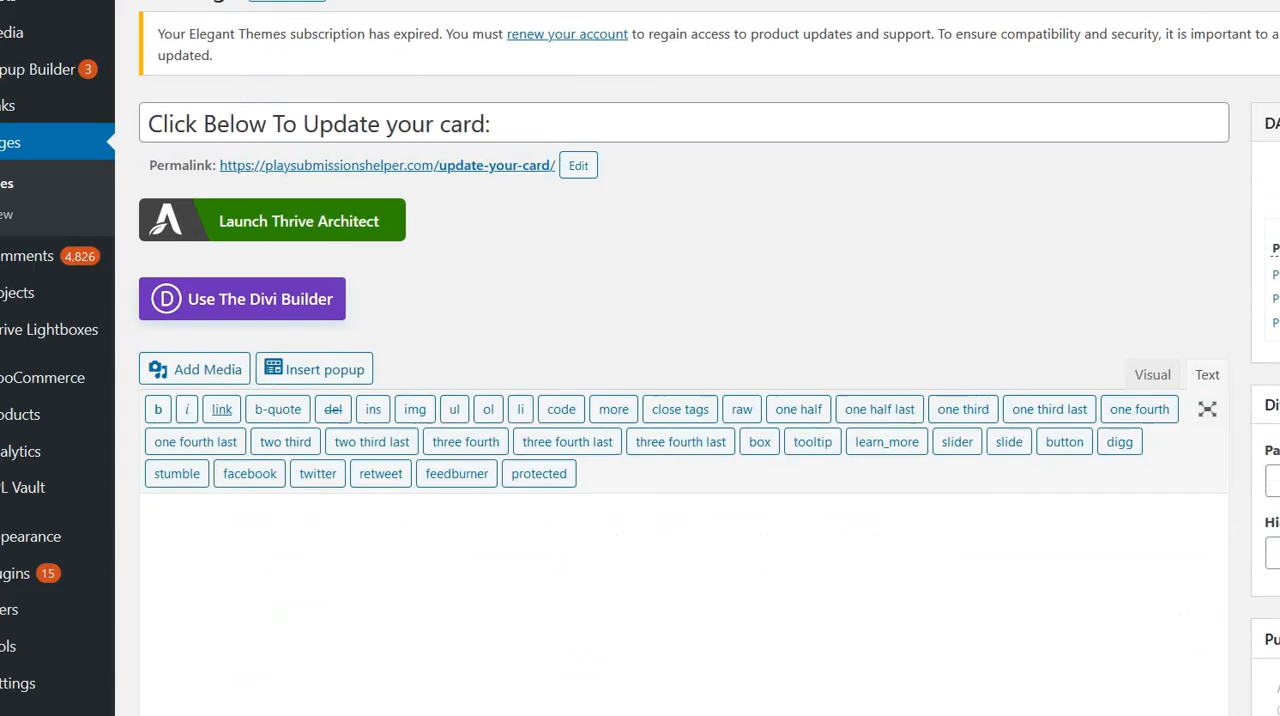 Your Elegant Themes subscription has expired. You must renew your account to regain access to product updates and support. To ensure compatibility and security, it is important to a
updated.
Click Below To Update your card:
Permalink: https://playsubmissionshelper.com/update-your-card/ Edit
Launch Thrive Architect
D Use The Divi Builder
Add Media Insert popup
Visual Text
b i link b-quote del ins img ul ol li code more close tags raw one half one half last one third one third last one fourth
one fourth last two third two third last three fourth three fourth last three fourth last box tooltip learn_more slider slide button digg
stumble facebook twitter retweet feedburner protected
edia
pup Builder 3
ks
ges
es
ew
mments 4,826
ojects
rive Lightboxes
ooCommerce
oducts
alytics
L Vault
pearance
ugins 15
ers
ols
ttings
DA
P
P
P
P
Di
Pa
Hi
Pu